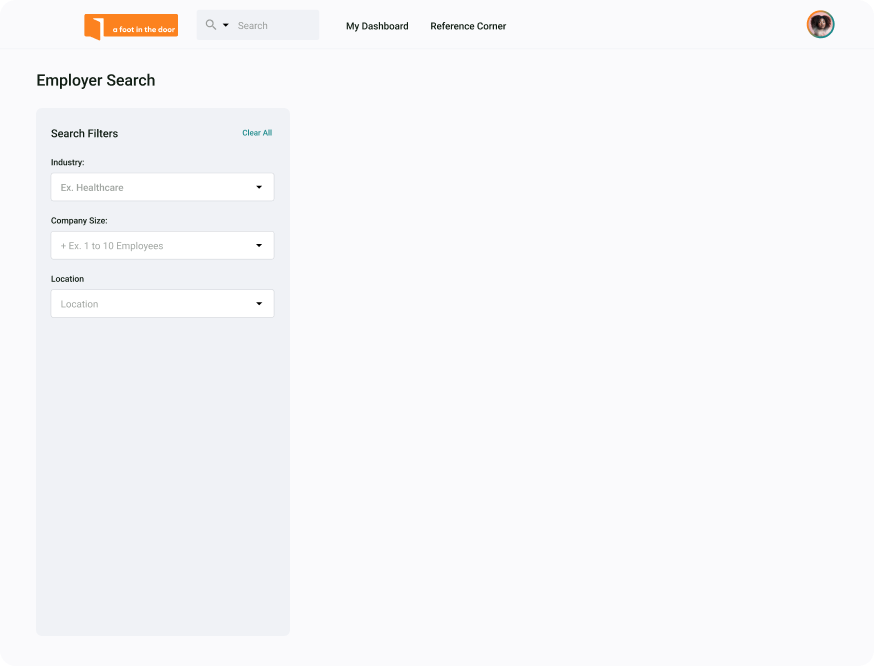 a foot in the door
Search
My Dashboard
Reference Corner
Employer Search
Search Filters
Clear All
Industry:
Ex. Healthcare
Company Size:
+ Ex. 1 to 10 Employees
Location
Location